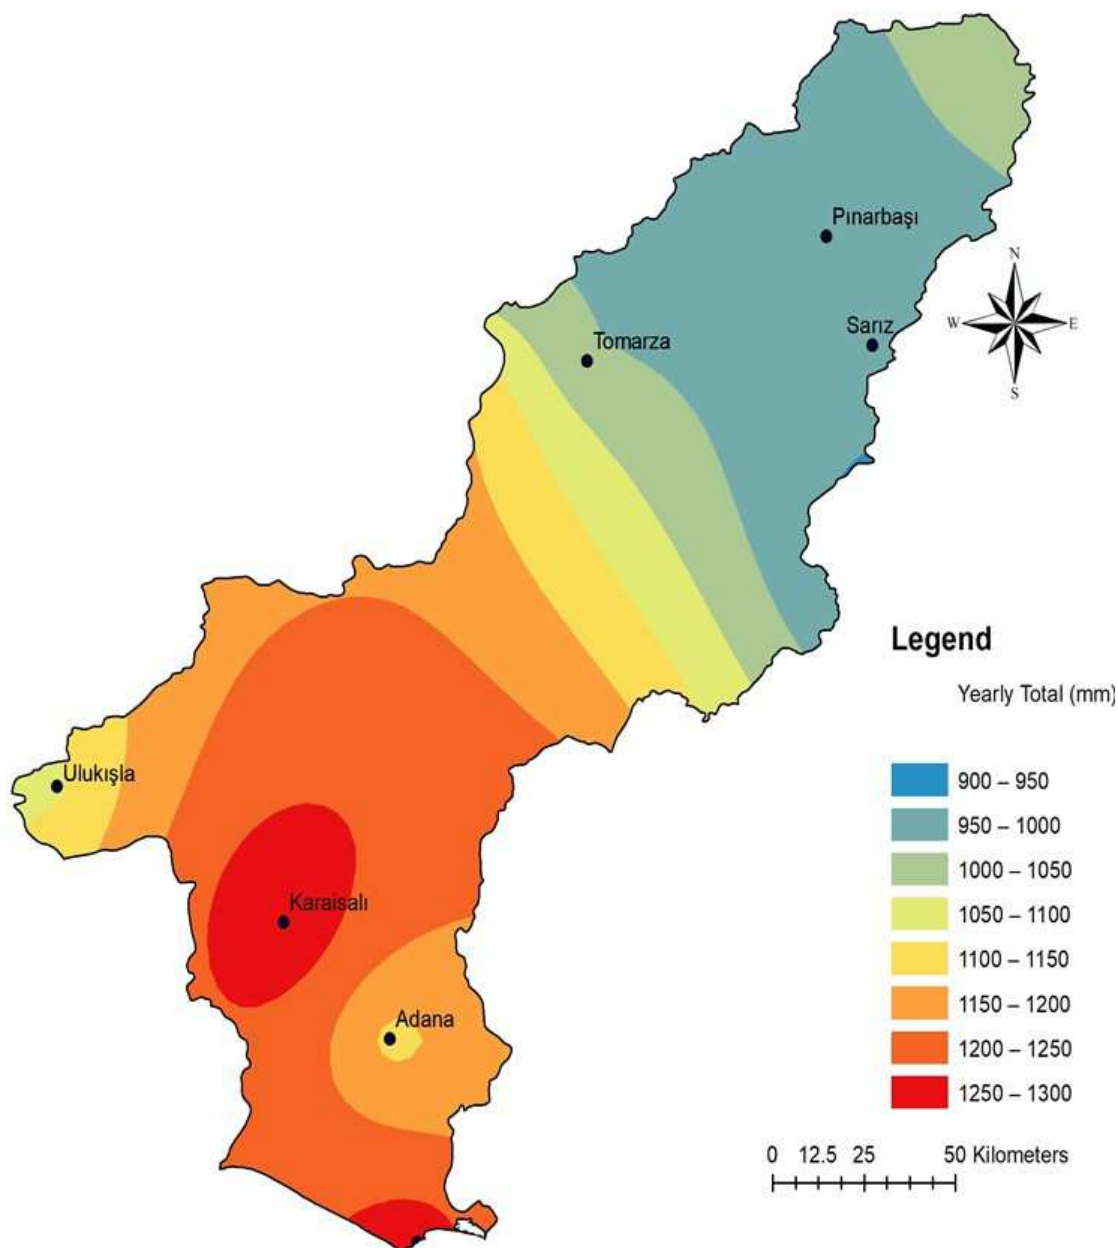 Pınarbaşı
N
W
E
S
Sarız
Tomarza
Legend
Yearly Total (mm)
Ulukışla
900 – 950
950 – 1000
1000 – 1050
Karaisalı
1050 – 1100
1100 – 1150
1150 – 1200
Adana
1200 – 1250
1250 – 1300
0 12.5 25 50 Kilometers